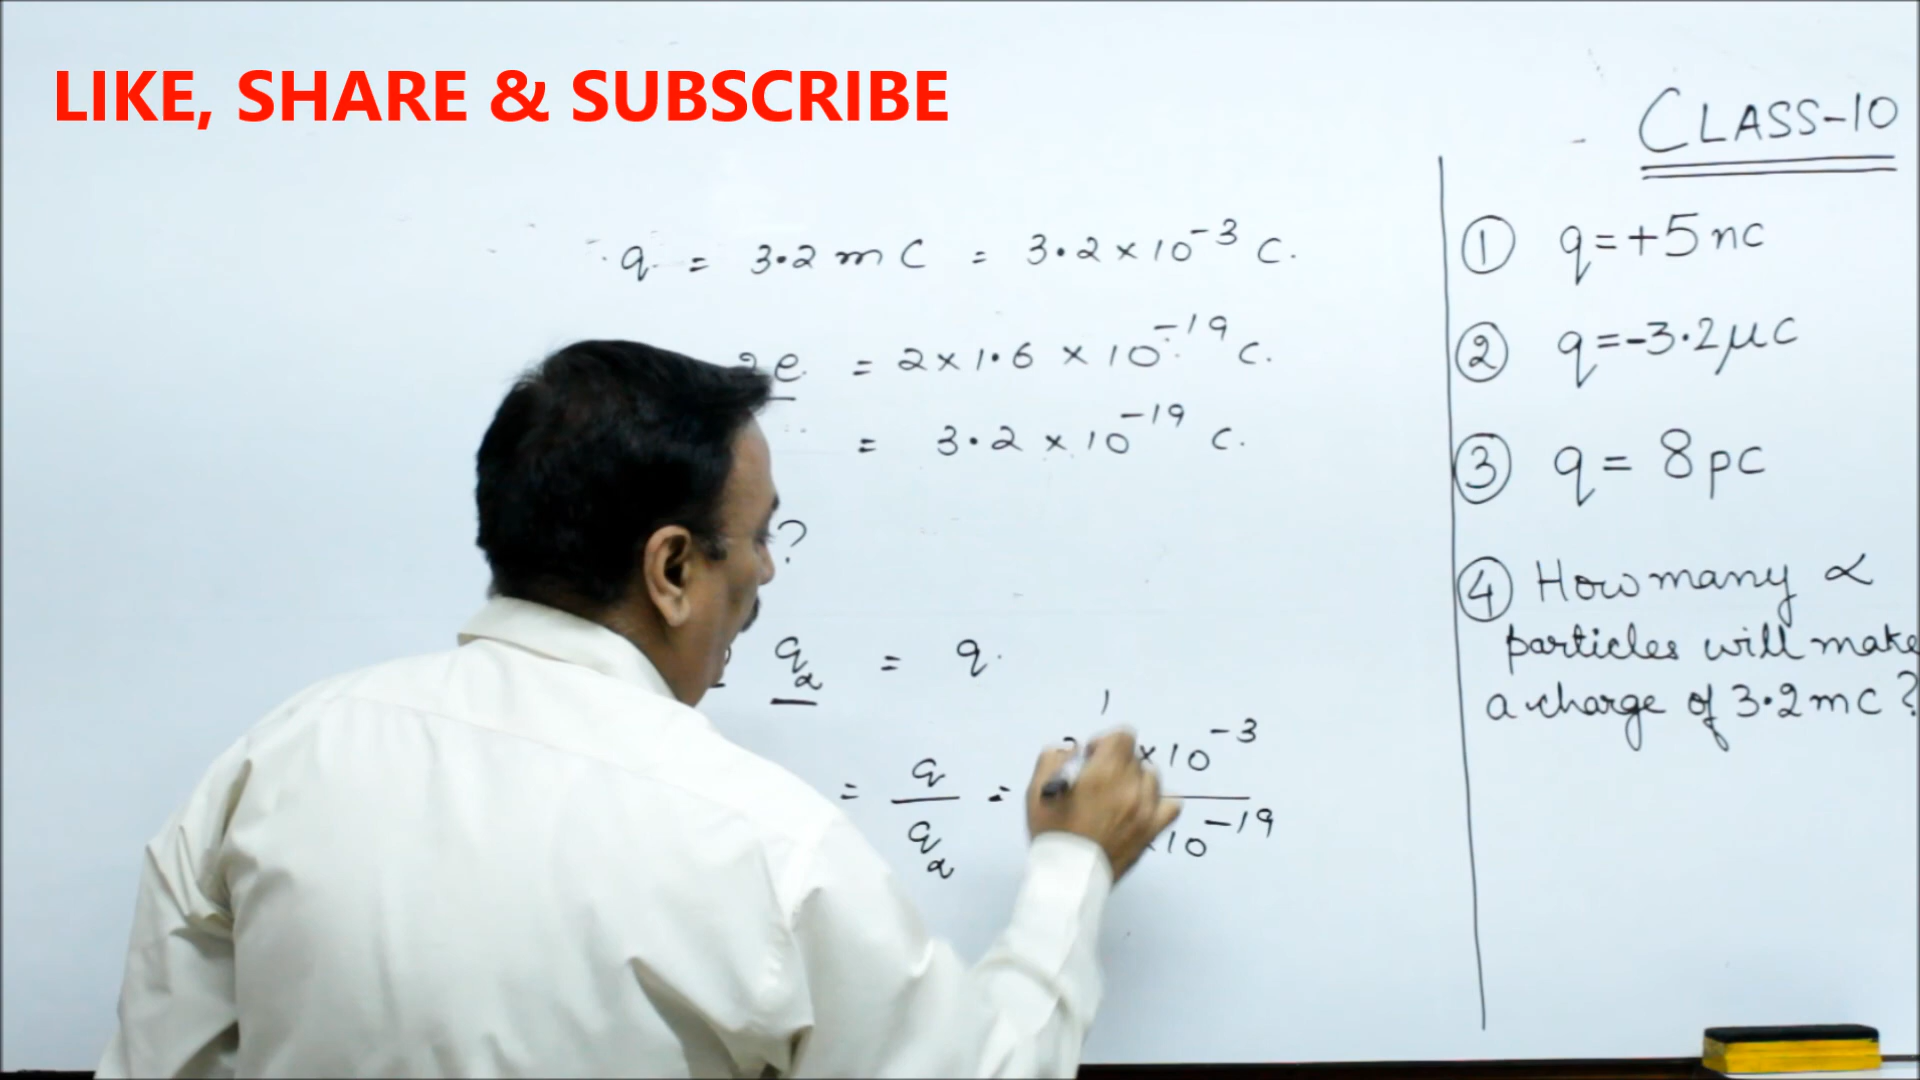 LIKE, SHARE & SUBSCRIBE
CLASS-10
q = 3.2 m C = 3.2 × 10⁻³ C.
2e = 2 × 1.6 × 10⁻¹⁹ C.
= 3.2 × 10⁻¹⁹ C.
?
qα = q.
= q/qα = ×10⁻³/×10⁻¹⁹
① q=+5nc
② q=-3.2μc
③ q= 8pc
④ How many α
particles will make
a charge of 3.2mc?